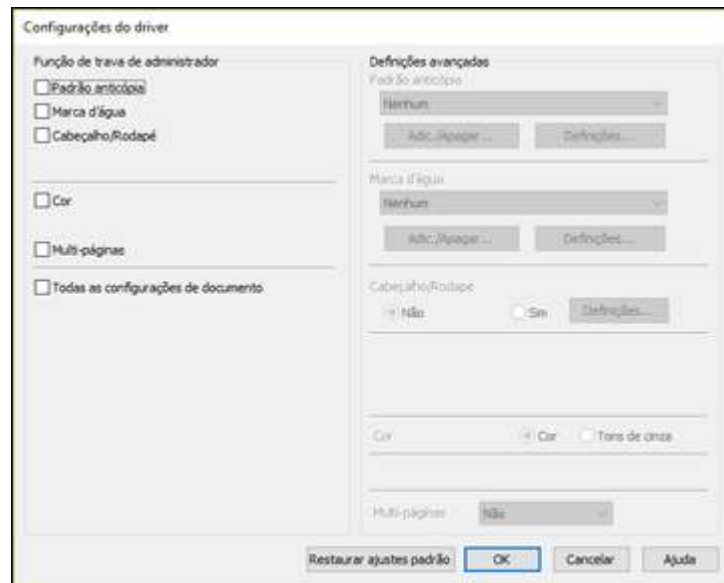 Configurações do driver
Função de trava de administrador
Padrão anticópia
Marca d'água
Cabeçalho/Rodapé
Cor
Multi-páginas
Todas as configurações de documento
Definições avançadas
Padrão anticópia
Nenhum
Adic./Apagar...
Definições...
Marca d'água
Nenhum
Adic./Apagar...
Definições...
Cabeçalho/Rodapé
Não Sim Definições...
Cor Cor Tons de cinza
Multi-páginas Não
Restaurar ajustes padrão OK Cancelar Ajuda